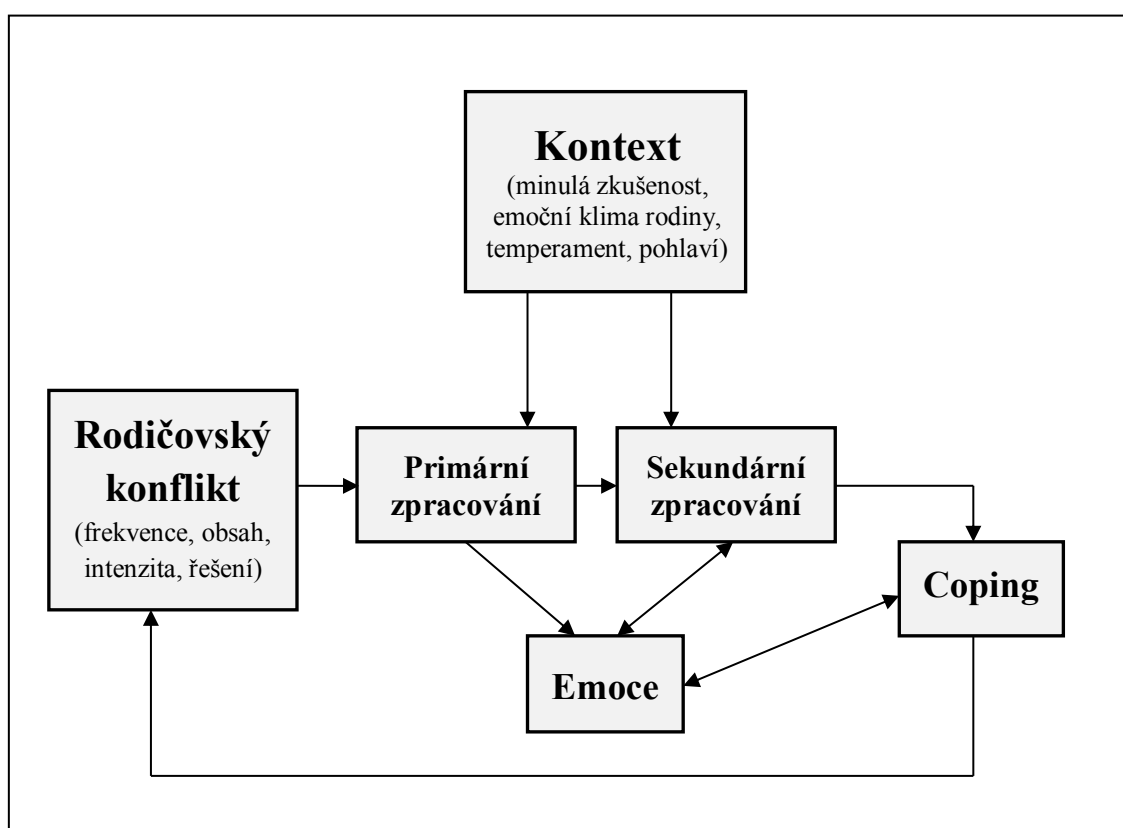 Kontext
(minulá zkušenost,
emoční klima rodiny,
temperament, pohlaví)
Rodičovský
konflikt
(frekvence, obsah,
intenzita, řešení)
Primární
zpracování
Sekundární
zpracování
Coping
Emoce